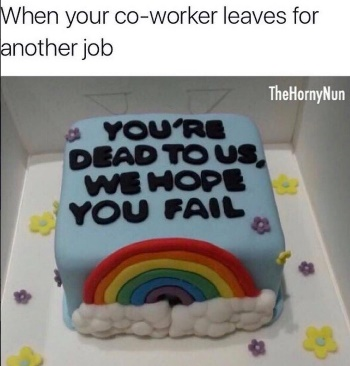 When your co-worker leaves for
another job
TheHornyNun
YOU'RE
DEAD TO US,
WE HOPE
YOU FAIL